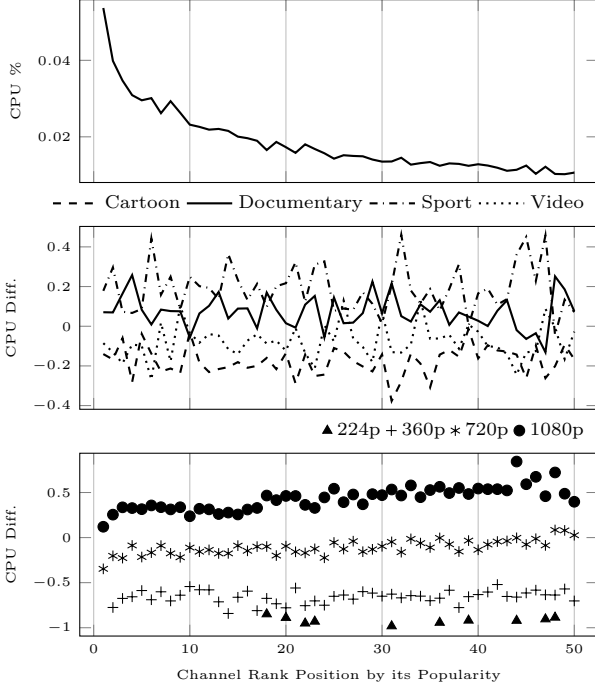 0.04
0.02
CPU %
Cartoon Documentary Sport Video
0.4
0.2
0
−0.2
−0.4
CPU Diff.
224p 360p 720p 1080p
0.5
0
−0.5
−1
CPU Diff.
0 10 20 30 40 50
Channel Rank Position by its Popularity